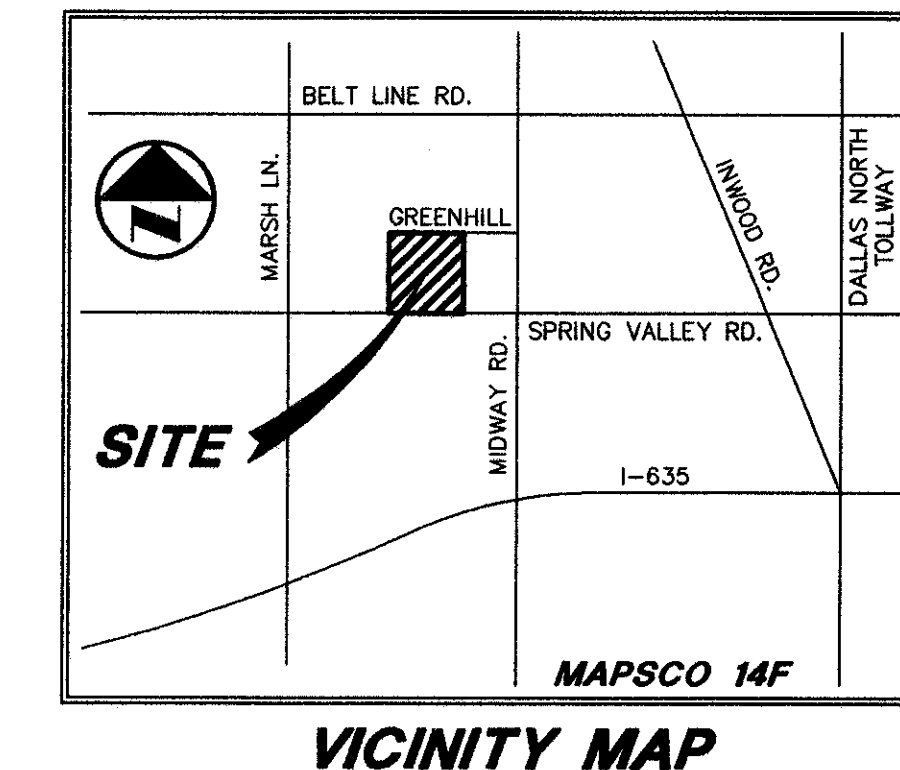 BELT LINE RD.
MARSH LN.
GREENHILL
INWOOD RD.
DALLAS NORTH
TOLLWAY
SPRING VALLEY RD.
MIDWAY RD.
SITE
I-635
MAPSCO 14F
VICINITY MAP